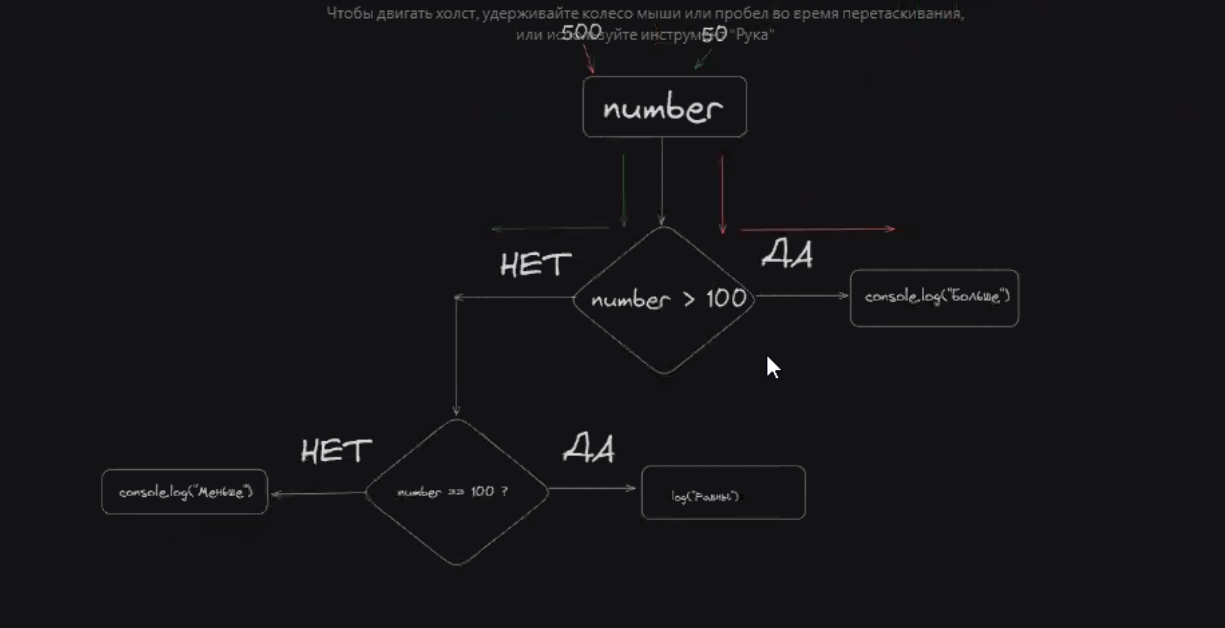 Чтобы двигать холст, удерживайте колесо мыши или пробел во время перетаскивания,
или используйте инструмент "Рука"
500
50
number
НЕТ
ДА
number > 100
console.log("Больше")
НЕТ
ДА
console.log("Меньше")
number == 100 ?
log("Равны")